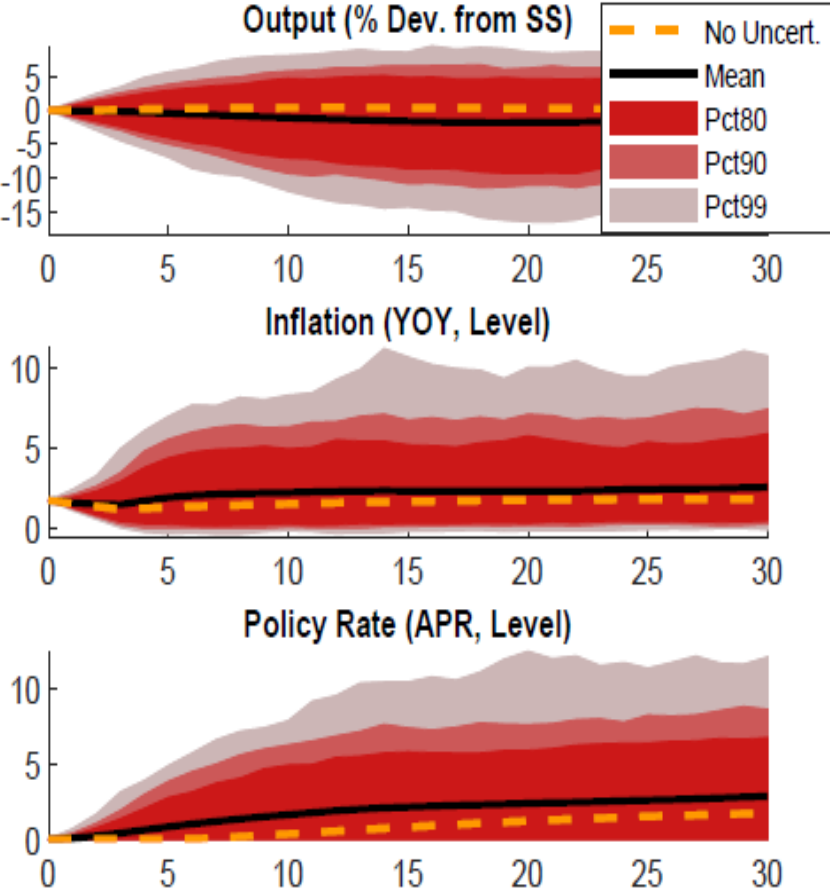 Output (% Dev. from SS)
No Uncert.
Mean
Pct80
Pct90
Pct99
5
0
-5
-10
-15
0 5 10 15 20 25 30
Inflation (YOY, Level)
10
5
0
0 5 10 15 20 25 30
Policy Rate (APR, Level)
10
5
0
0 5 10 15 20 25 30